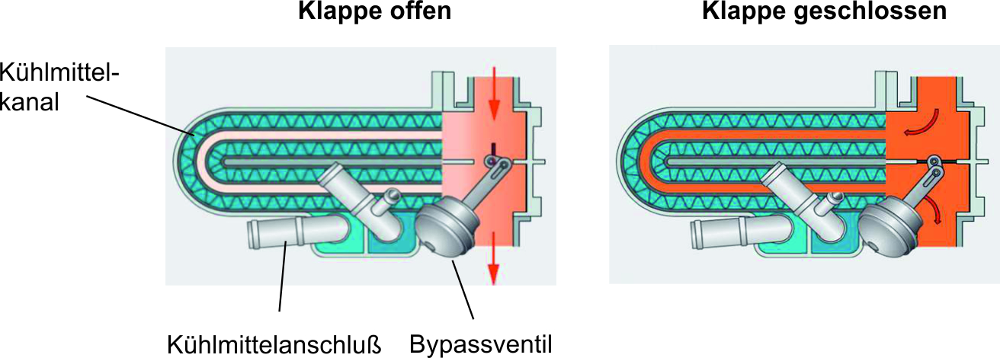 Klappe offen
Klappe geschlossen
Kühlmittel-
kanal
Kühlmittelanschluß
Bypassventil